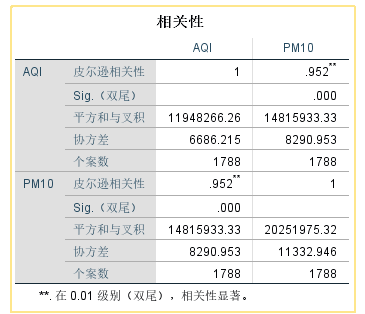 相关性
AQI PM10
AQI 皮尔逊相关性 1 .952**
Sig.（双尾） .000
平方和与叉积 11948266.26 14815933.33
协方差 6686.215 8290.953
个案数 1788 1788
PM10 皮尔逊相关性 .952** 1
Sig.（双尾） .000
平方和与叉积 14815933.33 20251975.32
协方差 8290.953 11332.946
个案数 1788 1788
**. 在 0.01 级别（双尾），相关性显著。